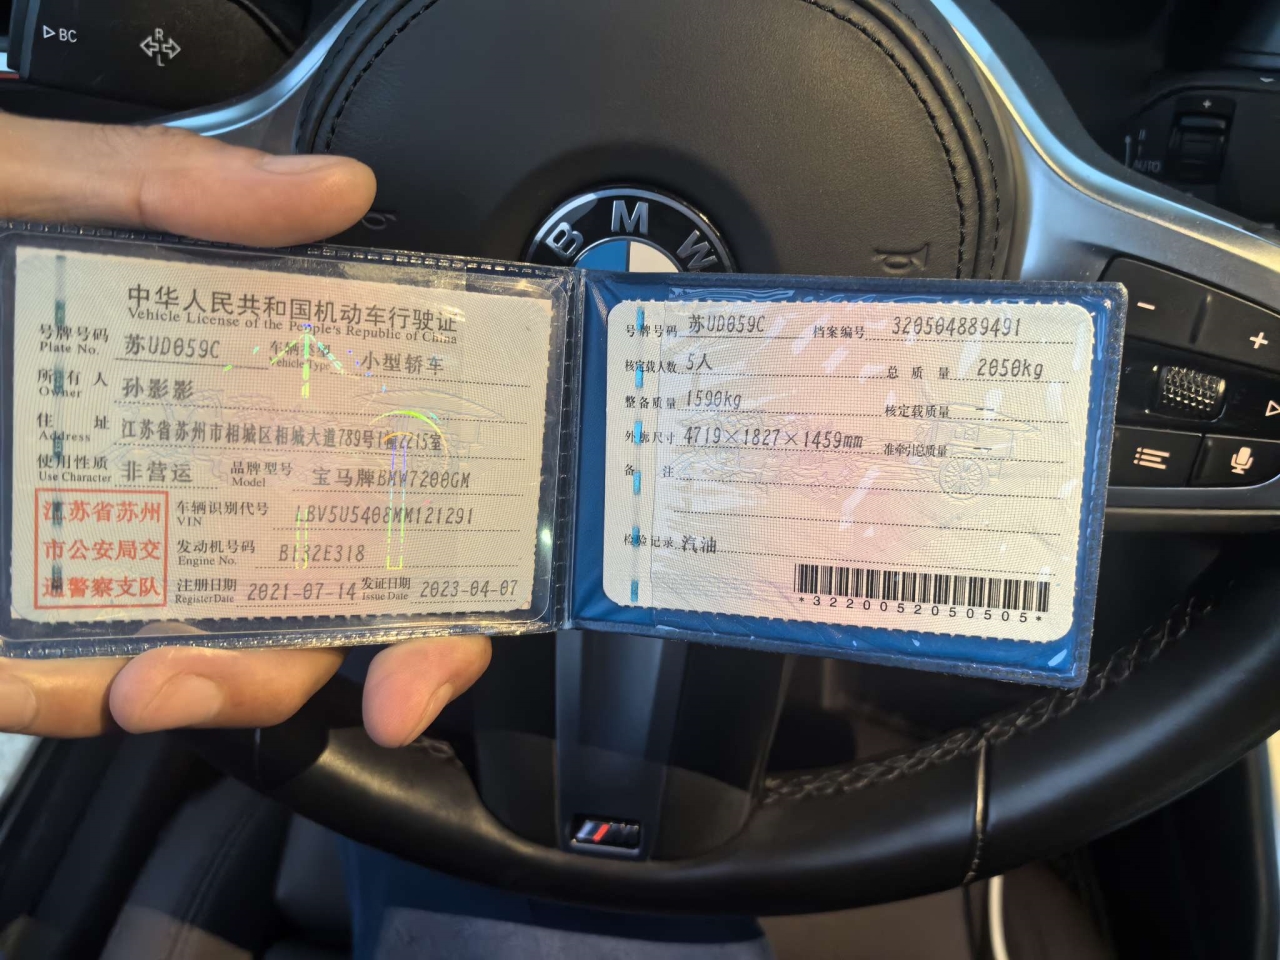 BC
R
L
+
AUTO
BMW
中华人民共和国机动车行驶证
Vehicle License of the People's Republic of China
号牌号码 苏UD059C 车辆类型 小型轿车
Plate No. Vehicle Type
所有人 孙影影
Owner
住址 江苏省苏州市相城区相城大道789号1幢2215室
Address
使用性质 非营运 品牌型号 宝马牌BMW7200GM
Use Character Model
江苏省苏州
市公安局交
通警察支队
车辆识别代号 LBV5U5408MM121291
VIN
发动机号码 B132E318
Engine No.
注册日期 2021-07-14 发证日期 2023-04-07
Register Date Issue Date
号牌号码 苏UD059C 档案编号 320504889491
核定载人数 5人 总质量 2050kg
整备质量 1590kg 核定载质量
外廓尺寸 4719×1827×1459mm 准牵引总质量
备注
检验记录 汽油
*3220052050505*
−
+
M